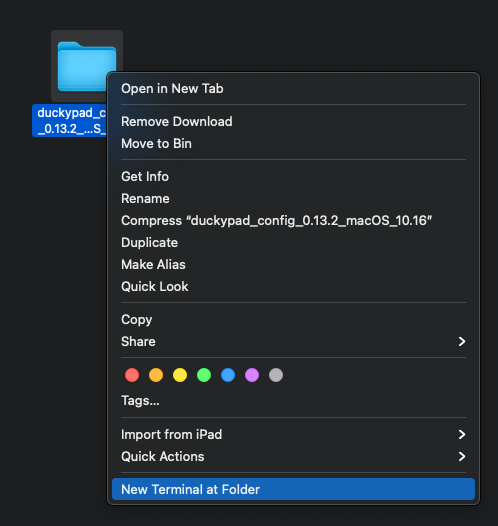 duckypad_c
_0.13.2_...S_
Open in New Tab
Remove Download
Move to Bin
Get Info
Rename
Compress “duckypad_config_0.13.2_macOS_10.16”
Duplicate
Make Alias
Quick Look
Copy
Share
Tags...
Import from iPad
Quick Actions
New Terminal at Folder